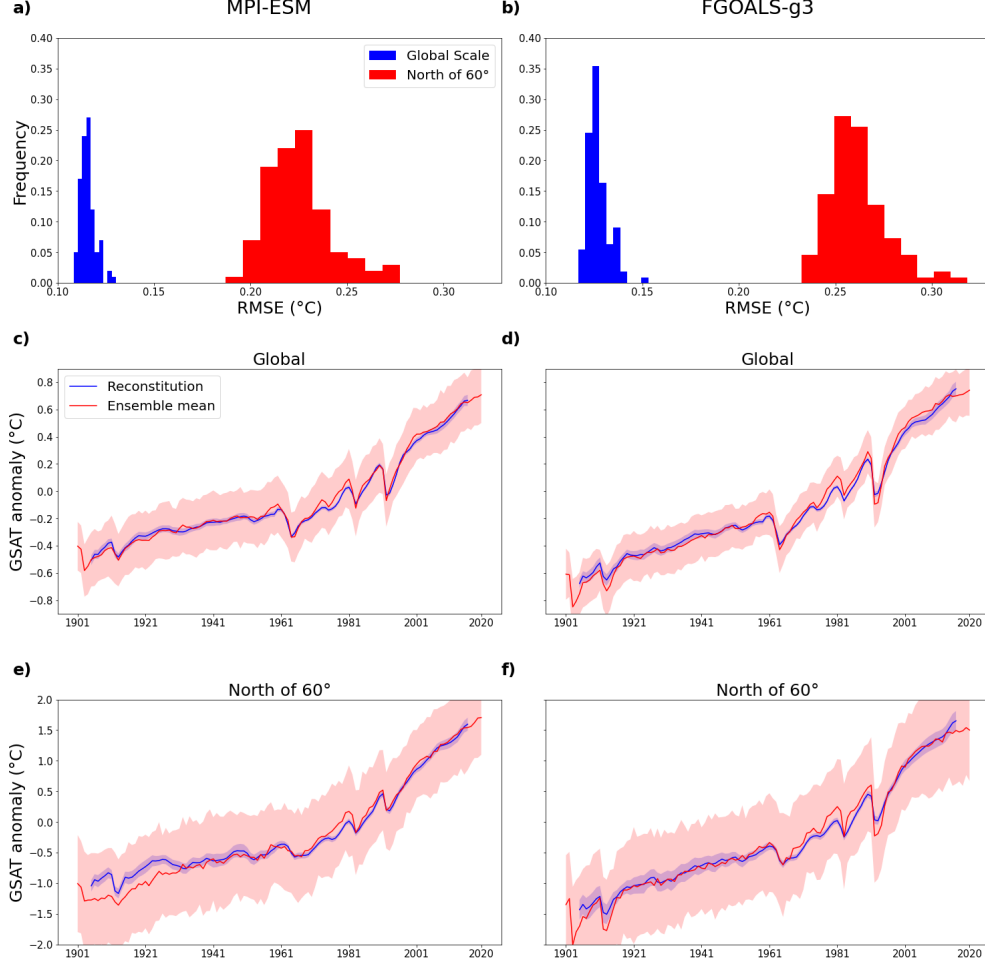 a) MPI-ESM b) FGOALS-g3
0.40 0.40
Global Scale
North of 60°
0.35 0.35
0.30 0.30
0.25 0.25
Frequency
0.20 0.20
0.15 0.15
0.10 0.10
0.05 0.05
0.00 0.00
0.10 0.15 0.20 0.25 0.30 0.10 0.15 0.20 0.25 0.30
RMSE (°C) RMSE (°C)
c) d)
Global Global
Reconstitution
Ensemble mean
GSAT anomaly (°C)
0.8
0.6
0.4
0.2
0.0
−0.2
−0.4
−0.6
−0.8
1901 1921 1941 1961 1981 2001 2020 1901 1921 1941 1961 1981 2001 2020
e) f)
North of 60° North of 60°
GSAT anomaly (°C)
2.0
1.5
1.0
0.5
0.0
−0.5
−1.0
−1.5
−2.0
1901 1921 1941 1961 1981 2001 2020 1901 1921 1941 1961 1981 2001 2020